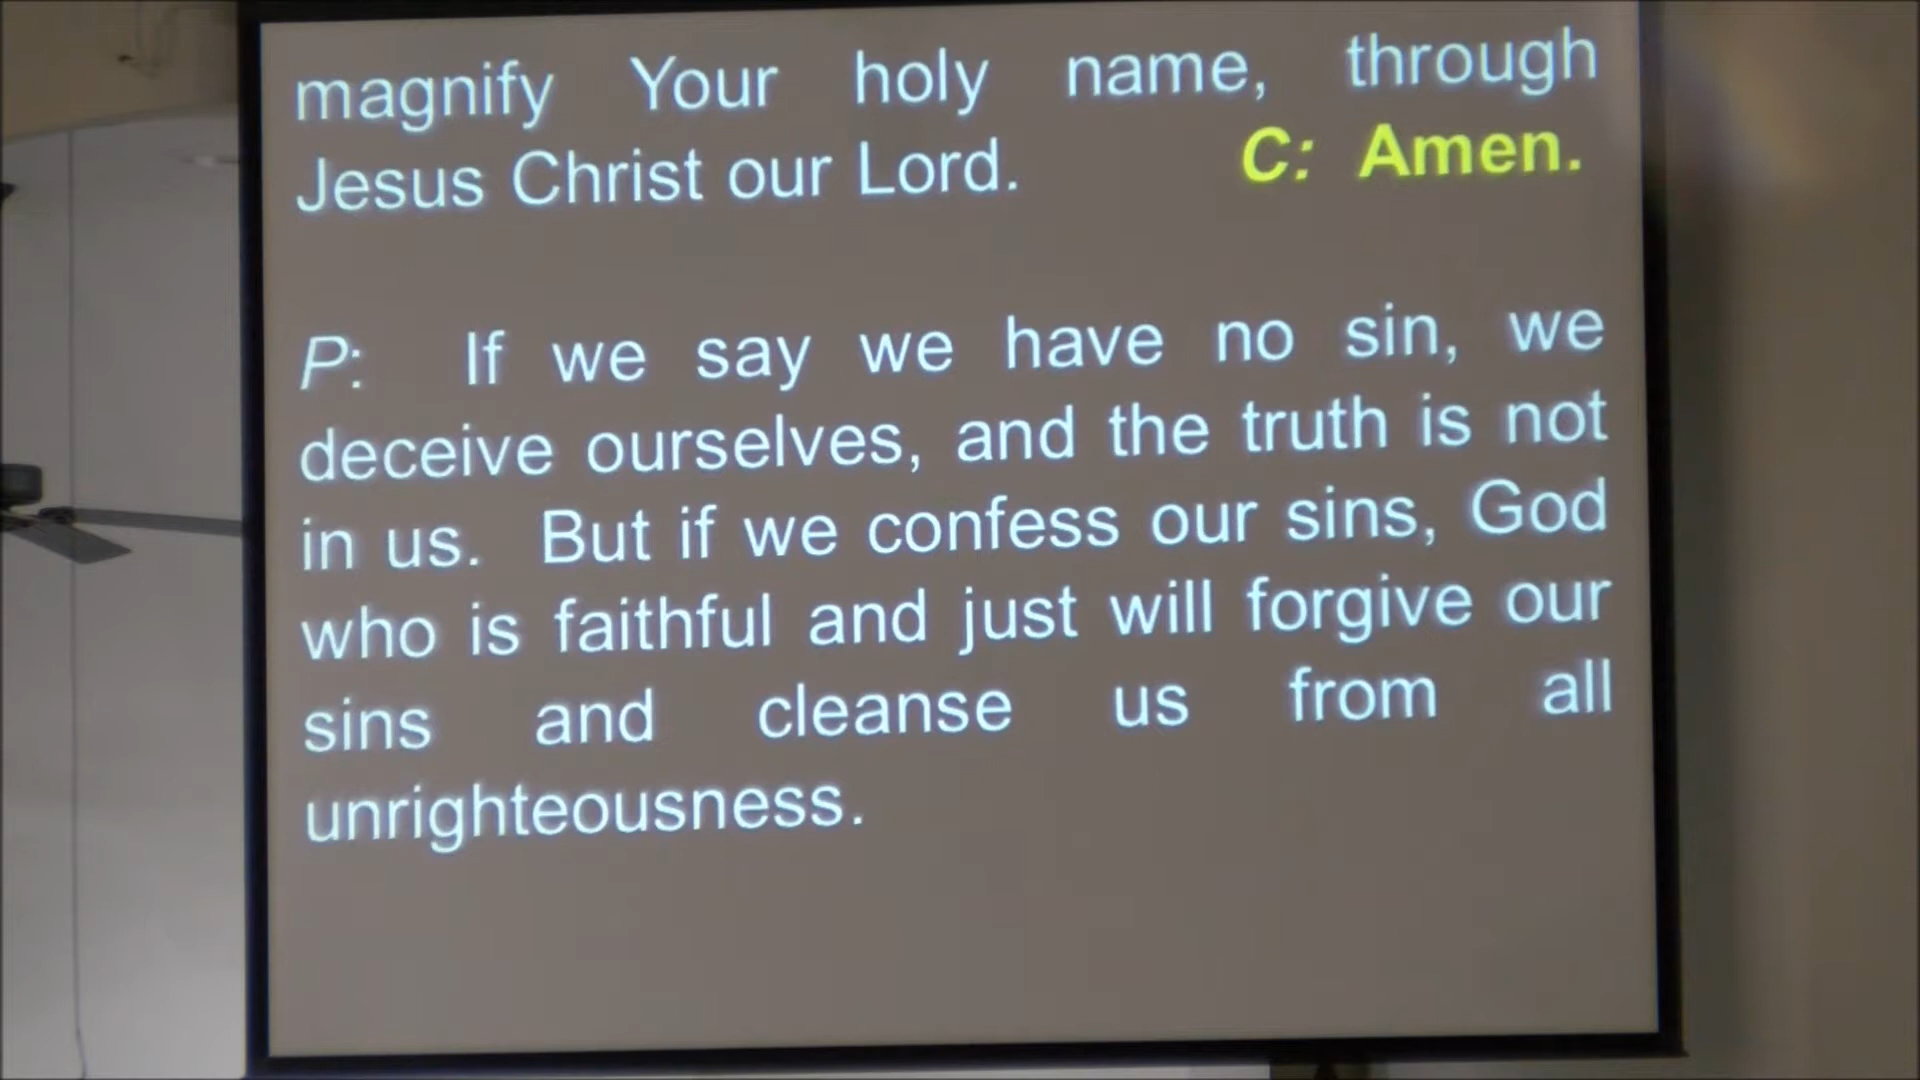 magnify Your holy name, through
Jesus Christ our Lord. C: Amen.
P: If we say we have no sin, we
deceive ourselves, and the truth is not
in us. But if we confess our sins, God
who is faithful and just will forgive our
sins and cleanse us from all
unrighteousness.